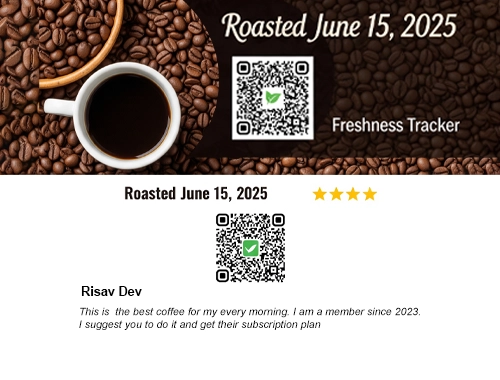 Roasted June 15, 2025
Freshness Tracker
Roasted June 15, 2025
Risav Dev
This is the best coffee for my every morning. I am a member since 2023.
I suggest you to do it and get their subscription plan